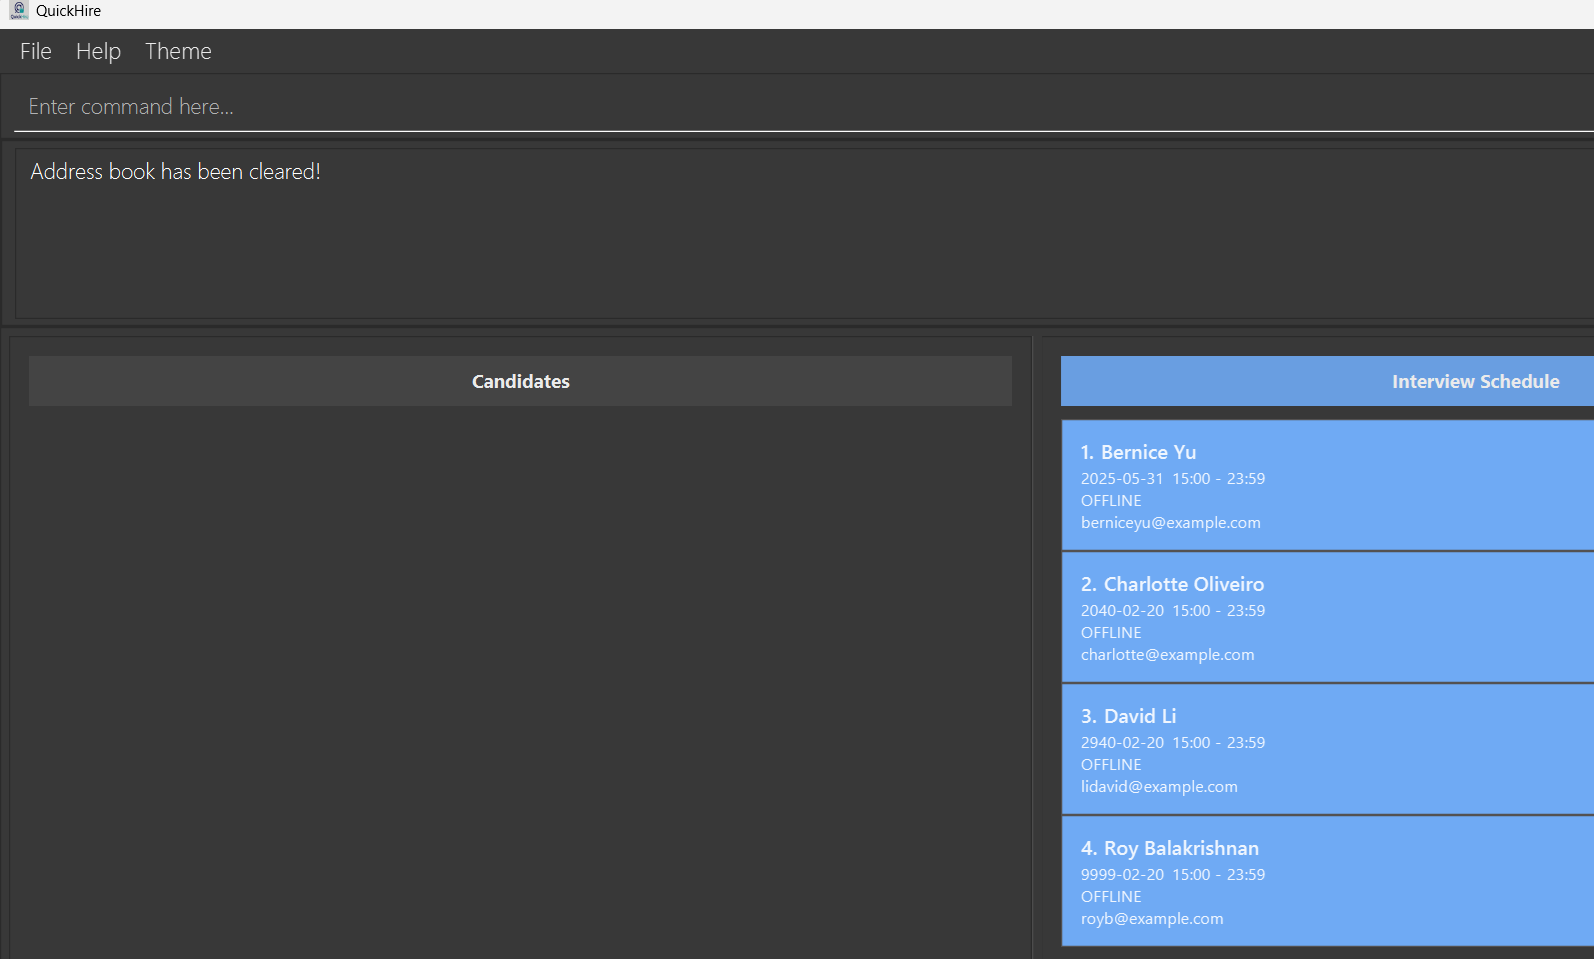 QuickHire
File Help Theme
Enter command here...
Address book has been cleared!
Candidates
Interview Schedule
1. Bernice Yu
2025-05-31 15:00 - 23:59
OFFLINE
berniceyu@example.com
2. Charlotte Oliveiro
2040-02-20 15:00 - 23:59
OFFLINE
charlotte@example.com
3. David Li
2940-02-20 15:00 - 23:59
OFFLINE
lidavid@example.com
4. Roy Balakrishnan
9999-02-20 15:00 - 23:59
OFFLINE
royb@example.com